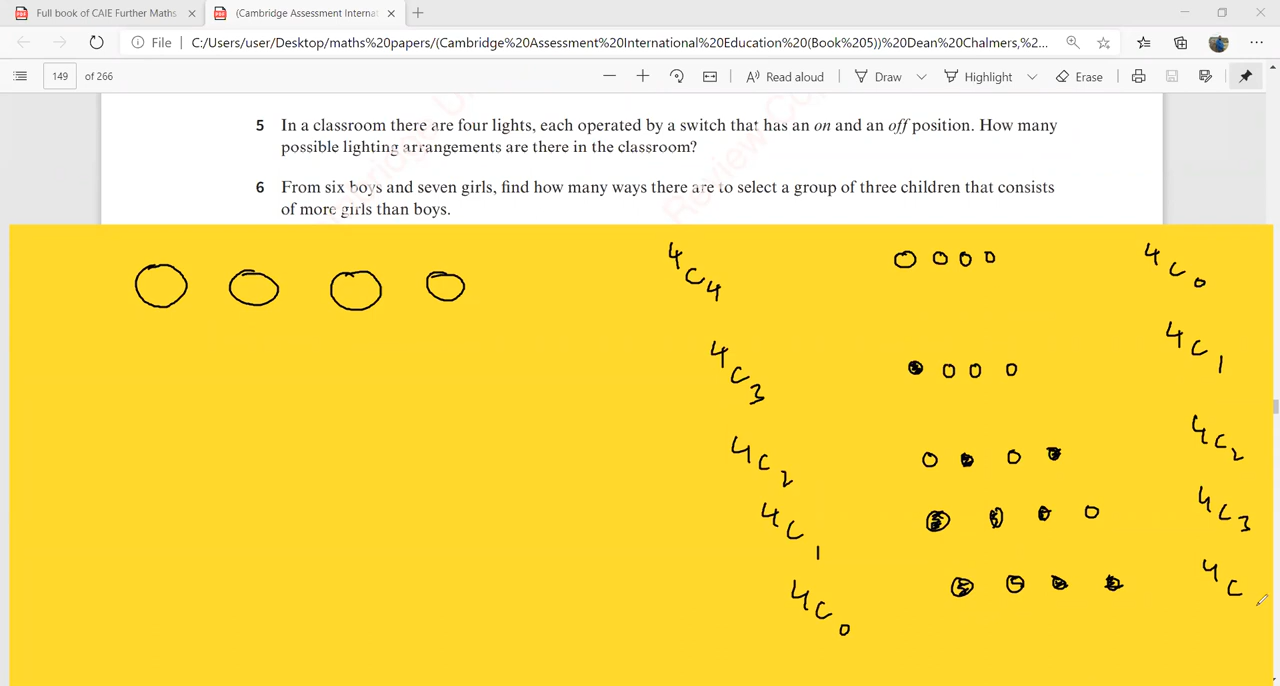 Full book of CAIE Further Maths
(Cambridge Assessment Internat
File
C:/Users/user/Desktop/maths%20papers/(Cambridge%20Assessment%20International%20Education%20(Book%205))%20Dean%20Chalmers,%2...
149 of 266
Read aloud
Draw
Highlight
Erase
5 In a classroom there are four lights, each operated by a switch that has an on and an off position. How many
possible lighting arrangements are there in the classroom?
6 From six boys and seven girls, find how many ways there are to select a group of three children that consists
of more girls than boys.
Review
4C4 4C0
4C3 4C1
4C2 4C2
4C1 4C3
4C0 4C